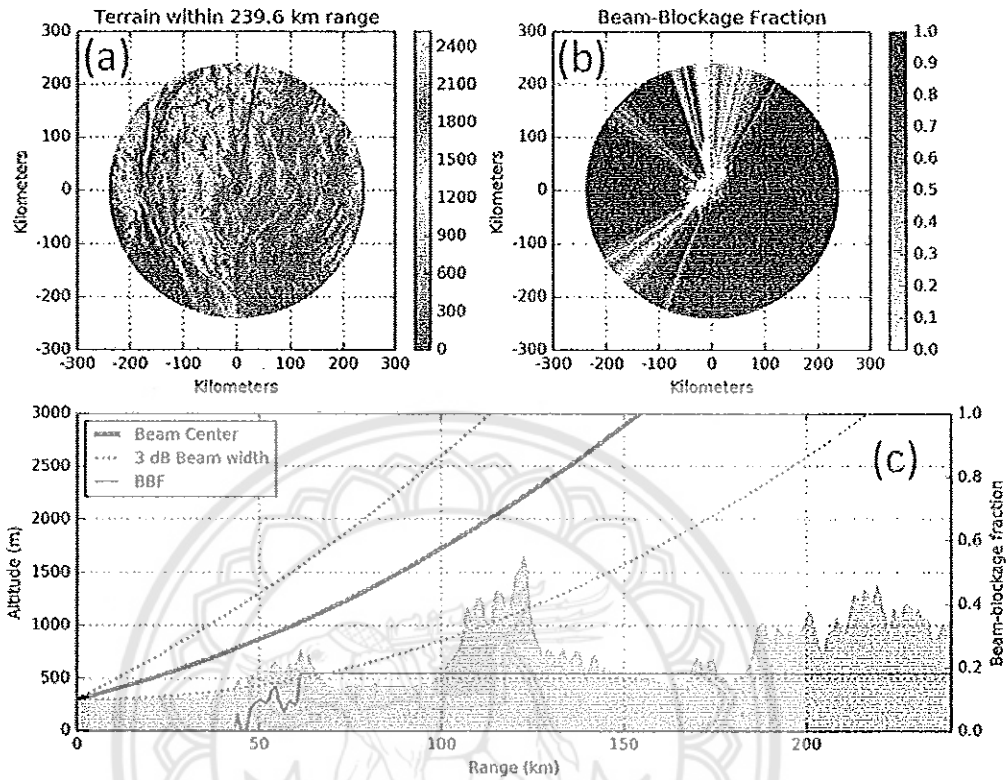 Terrain within 239.6 km range
(a)
300
200
100
0
-100
-200
-300
Kilometers
-300 -200 -100 0 100 200 300
Kilometers
2400
2100
1800
1500
1200
900
600
300
0
Beam-Blockage Fraction
(b)
300
200
100
0
-100
-200
-300
Kilometers
-300 -200 -100 0 100 200 300
Kilometers
1.0
0.9
0.8
0.7
0.6
0.5
0.4
0.3
0.2
0.1
0.0
(c)
Beam Center
3 dB Beam width
BBF
3000
2500
2000
1500
1000
500
0
Altitude (m)
0 50 100 150 200
Range (km)
1.0
0.8
0.6
0.4
0.2
0.0
Beam-blockage fraction